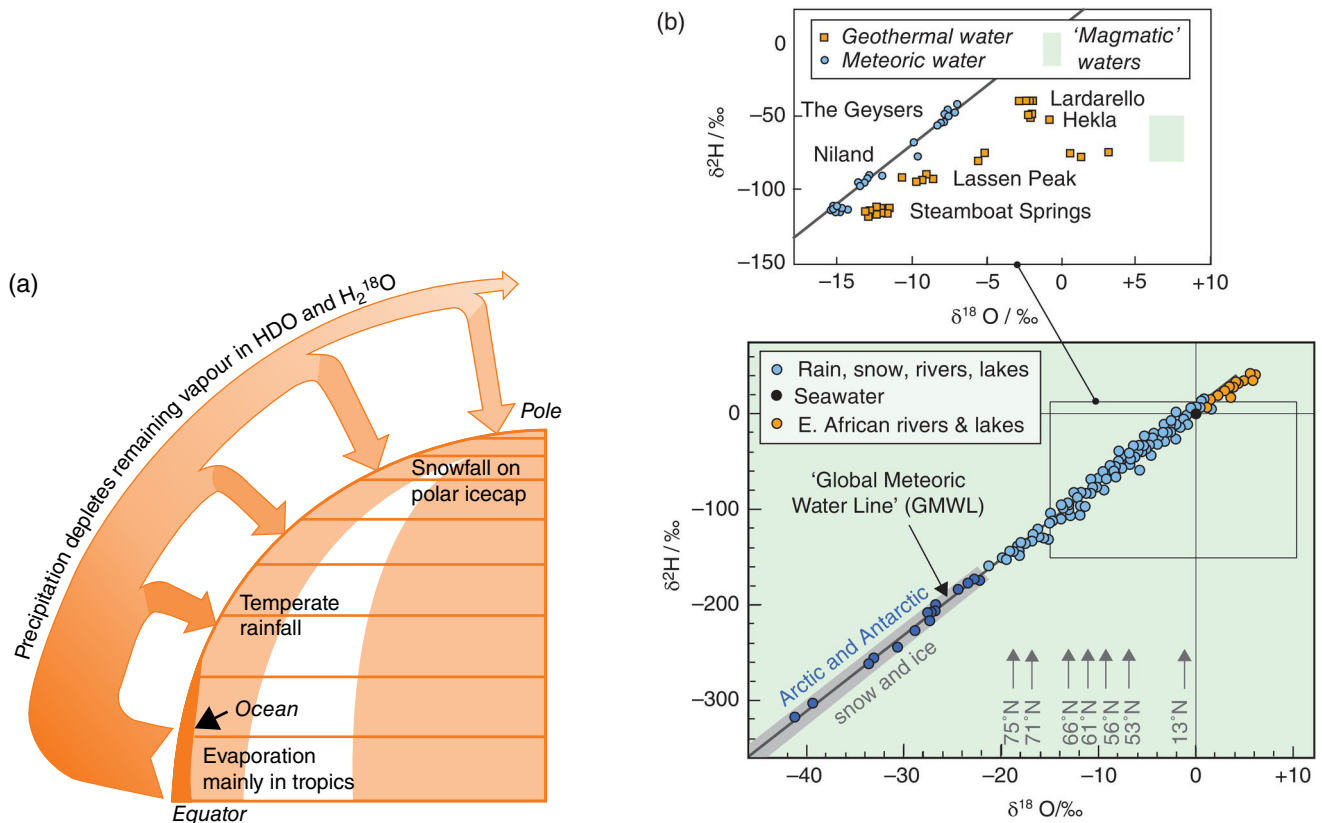 (a)
Precipitation depletes remaining vapour in HDO and H₂¹⁸O
Pole
Snowfall on
polar icecap
Temperate
rainfall
Ocean
Evaporation
mainly in tropics
Equator
(b)
Geothermal water
Meteoric water
'Magmatic'
waters
The Geysers
Lardarello
Hekla
Niland
Lassen Peak
Steamboat Springs
0
−50
−100
−150
δ²H / ‰
−15
−10
−5
0
+5
+10
δ¹⁸ O / ‰
Rain, snow, rivers, lakes
Seawater
E. African rivers & lakes
'Global Meteoric
Water Line' (GMWL)
Arctic and Antarctic
snow and ice
75°N
71°N
66°N
61°N
56°N
53°N
13°N
0
−100
−200
−300
δ²H / ‰
−40
−30
−20
−10
0
+10
δ¹⁸ O/‰